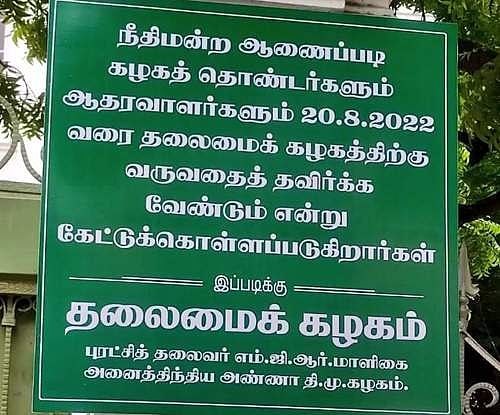 நீதிமன்ற ஆணைப்படி
கழகத் தொண்டர்களும்
ஆதரவாளர்களும் 20.8.2022
வரை தலைமைக் கழகத்திற்கு
வருவதைத் தவிர்க்க
வேண்டும் என்று
கேட்டுக்கொள்ளப்படுகிறார்கள்
இப்படிக்கு
தலைமைக் கழகம்
புரட்சித் தலைவர் எம்.ஜி.ஆர்.மாளிகை
அனைத்திந்திய அண்ணா தி.மு.கழகம்.